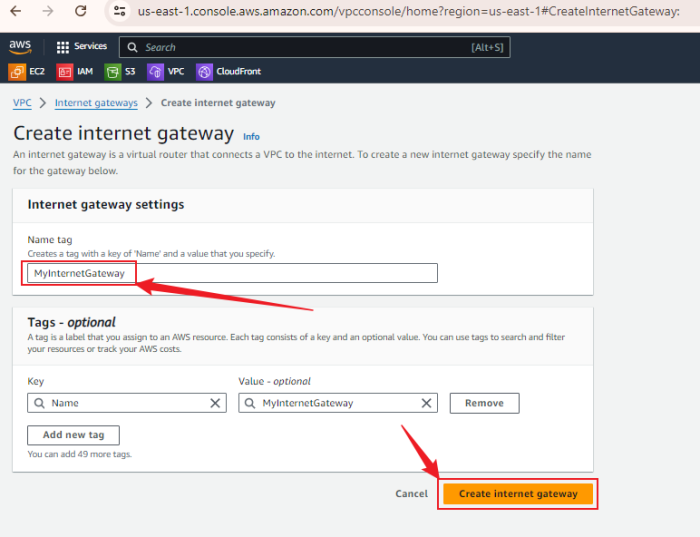 us-east-1.console.aws.amazon.com/vpcconsole/home?region=us-east-1#CreateInternetGateway:
aws Services Search [Alt+S]
EC2 IAM S3 VPC CloudFront
VPC > Internet gateways > Create internet gateway
Create internet gateway Info
An internet gateway is a virtual router that connects a VPC to the internet. To create a new internet gateway specify the name
for the gateway below.
Internet gateway settings
Name tag
Creates a tag with a key of 'Name' and a value that you specify.
MyInternetGateway
Tags - optional
A tag is a label that you assign to an AWS resource. Each tag consists of a key and an optional value. You can use tags to search and filter
your resources or track your AWS costs.
Key Value - optional
Name MyInternetGateway Remove
Add new tag
You can add 49 more tags.
Cancel Create internet gateway